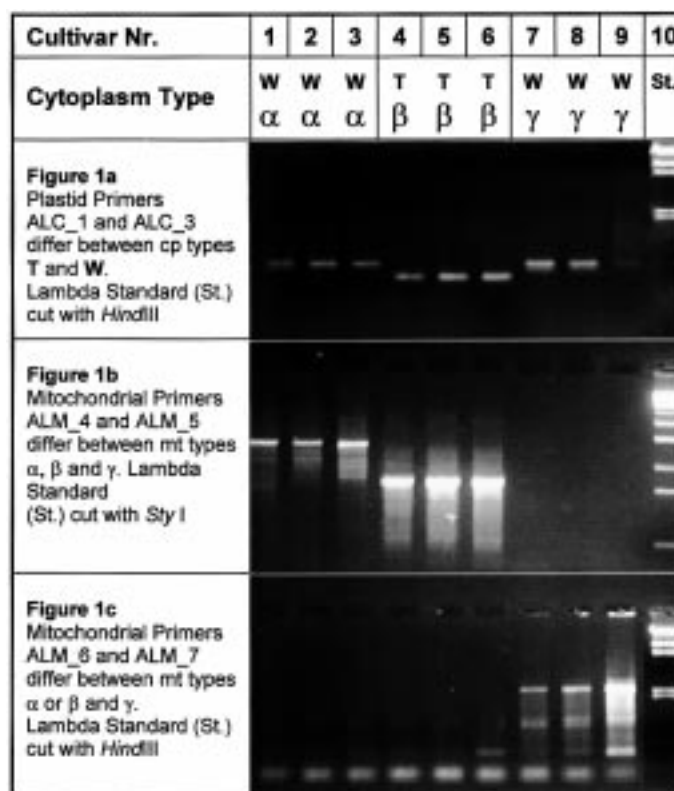 Cultivar Nr. 1 2 3 4 5 6 7 8 9 10
Cytoplasm Type W W W T T T W W W St.
α α α β β β γ γ γ
Figure 1a
Plastid Primers
ALC_1 and ALC_3
differ between cp types
T and W.
Lambda Standard (St.)
cut with HindIII
Figure 1b
Mitochondrial Primers
ALM_4 and ALM_5
differ between mt types
α, β and γ. Lambda
Standard
(St.) cut with Sty I
Figure 1c
Mitochondrial Primers
ALM_6 and ALM_7
differ between mt types
α or β and γ.
Lambda Standard (St.)
cut with HindIII